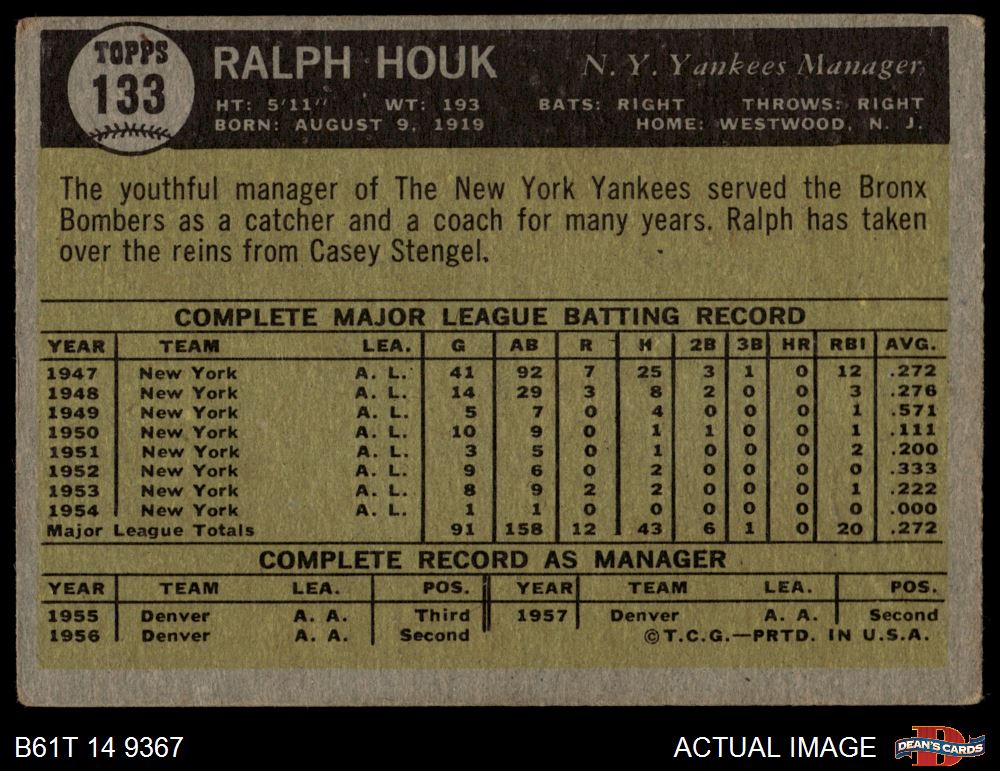 TOPPS
133
RALPH HOUK N. Y. Yankees Manager
HT: 5'11" WT: 193 BATS: RIGHT THROWS: RIGHT
BORN: AUGUST 9, 1919 HOME: WESTWOOD, N. J.
The youthful manager of The New York Yankees served the Bronx
Bombers as a catcher and a coach for many years. Ralph has taken
over the reins from Casey Stengel.
COMPLETE MAJOR LEAGUE BATTING RECORD
YEAR TEAM LEA. G AB R H 2B 3B HR RBI AVG.
1947 New York A. L. 41 92 7 25 3 1 0 12 .272
1948 New York A. L. 14 29 3 8 2 0 0 3 .276
1949 New York A. L. 5 7 0 4 0 0 0 1 .571
1950 New York A. L. 10 9 0 1 1 0 0 1 .111
1951 New York A. L. 3 5 0 1 0 0 0 2 .200
1952 New York A. L. 9 6 0 2 0 0 0 0 .333
1953 New York A. L. 8 9 2 2 0 0 0 1 .222
1954 New York A. L. 1 1 0 0 0 0 0 0 .000
Major League Totals 91 158 12 43 6 1 0 20 .272
COMPLETE RECORD AS MANAGER
YEAR TEAM LEA. POS. YEAR TEAM LEA. POS.
1955 Denver A. A. Third 1957 Denver A. A. Second
1956 Denver A. A. Second ©T.C.G.—PRTD. IN U.S.A.
B61T 14 9367 ACTUAL IMAGE DEAN'S CARDS